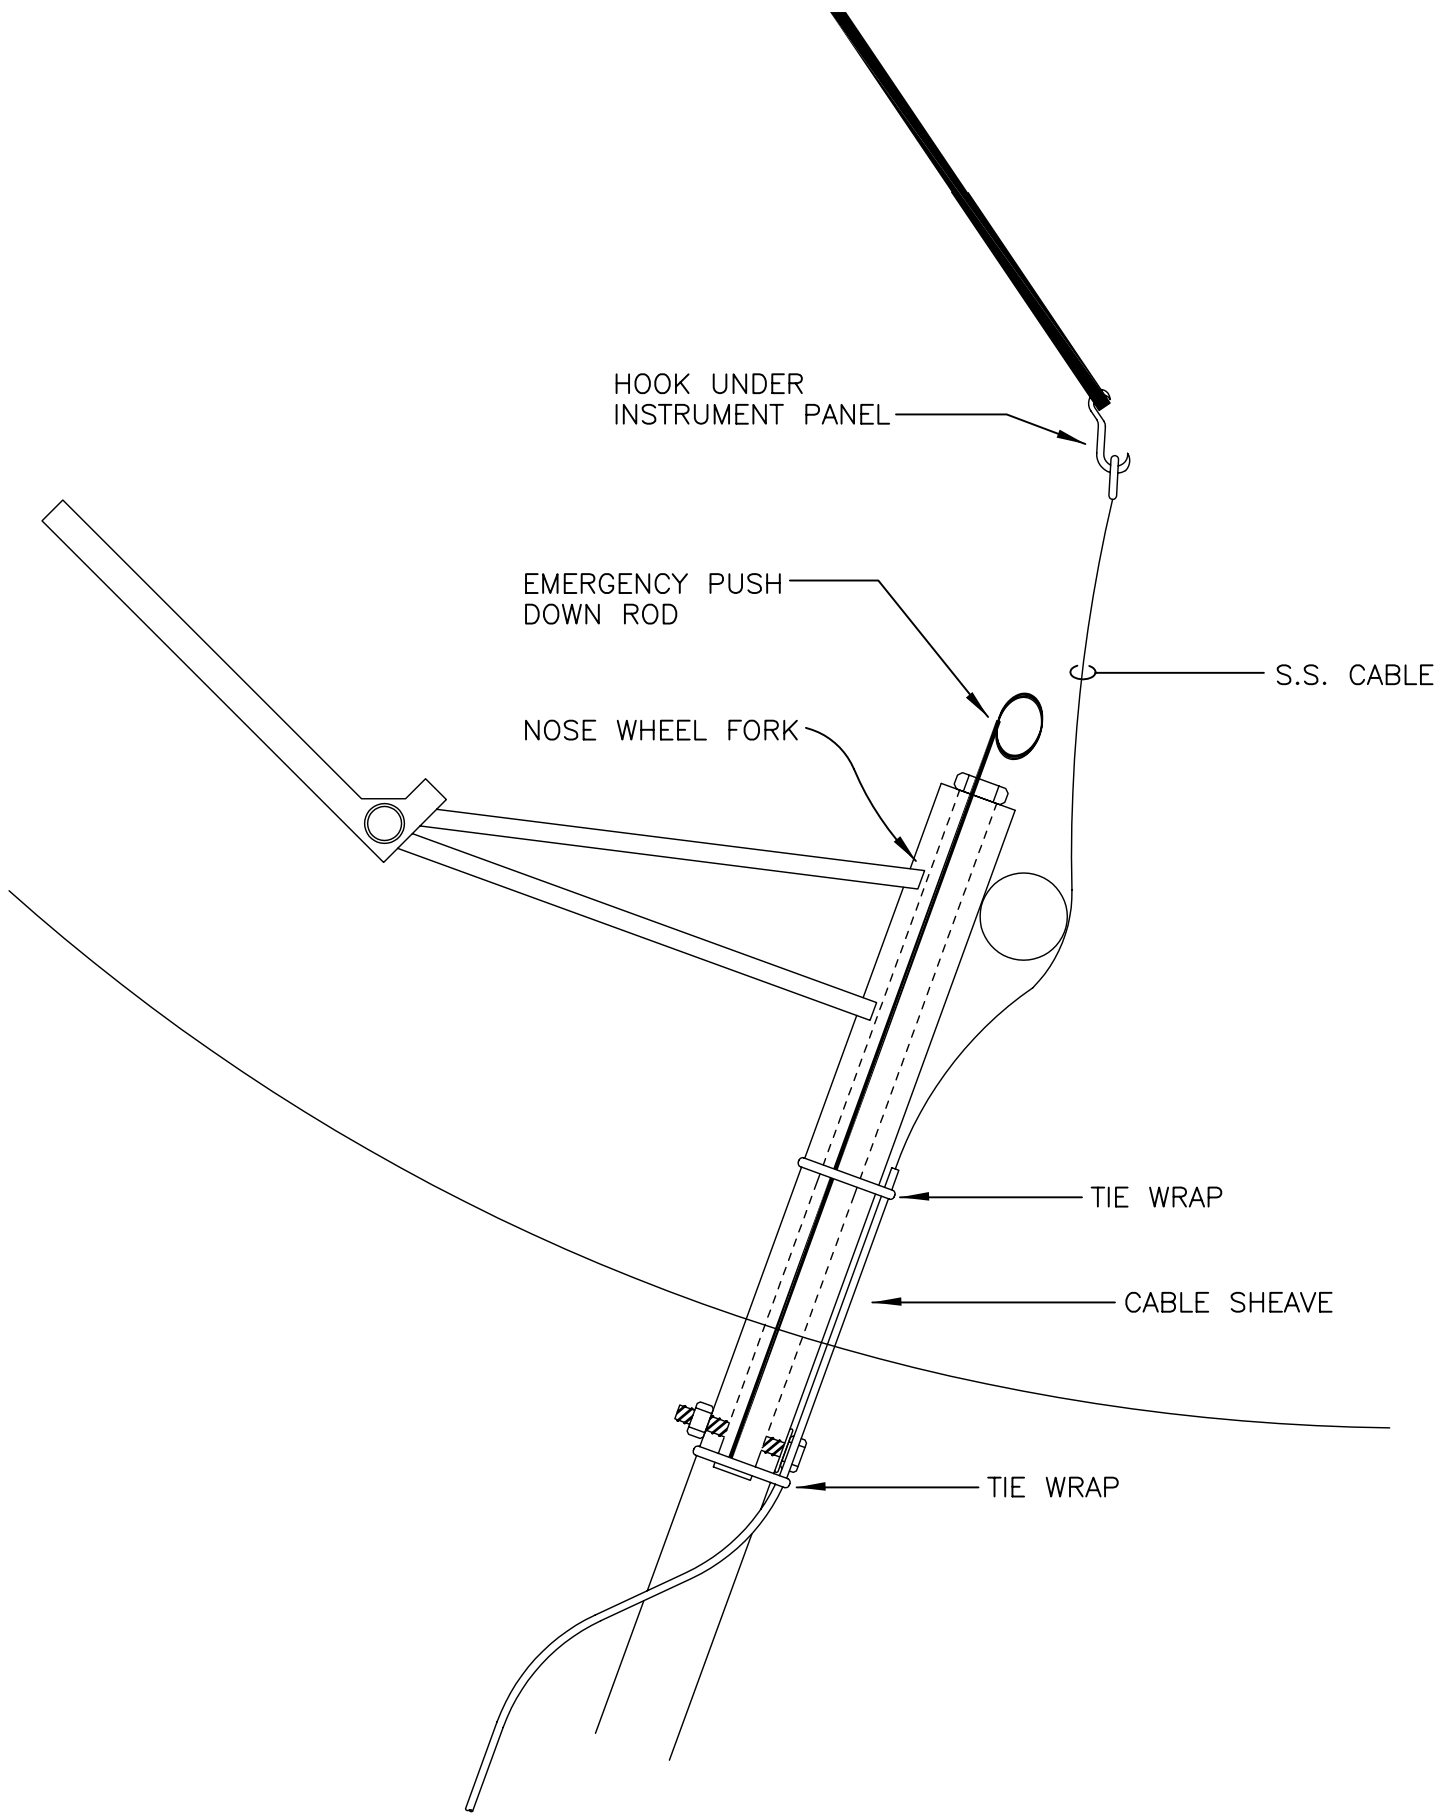 HOOK UNDER
INSTRUMENT PANEL
EMERGENCY PUSH
DOWN ROD
S.S. CABLE
NOSE WHEEL FORK
TIE WRAP
CABLE SHEAVE
TIE WRAP